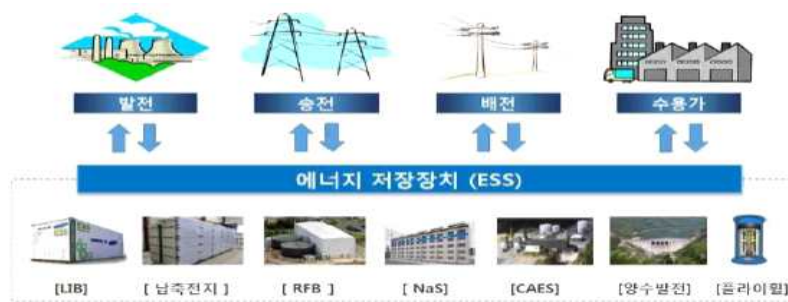 발전 송전 배전 수용가
에너지 저장장치 (ESS)
[LIB] [ 납축전지 ] [ RFB ] [ NaS] [CAES] [양수발전] [플라이휠]